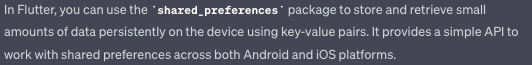 In Flutter, you can use the `shared_preferences` package to store and retrieve small
amounts of data persistently on the device using key-value pairs. It provides a simple API to
work with shared preferences across both Android and iOS platforms.